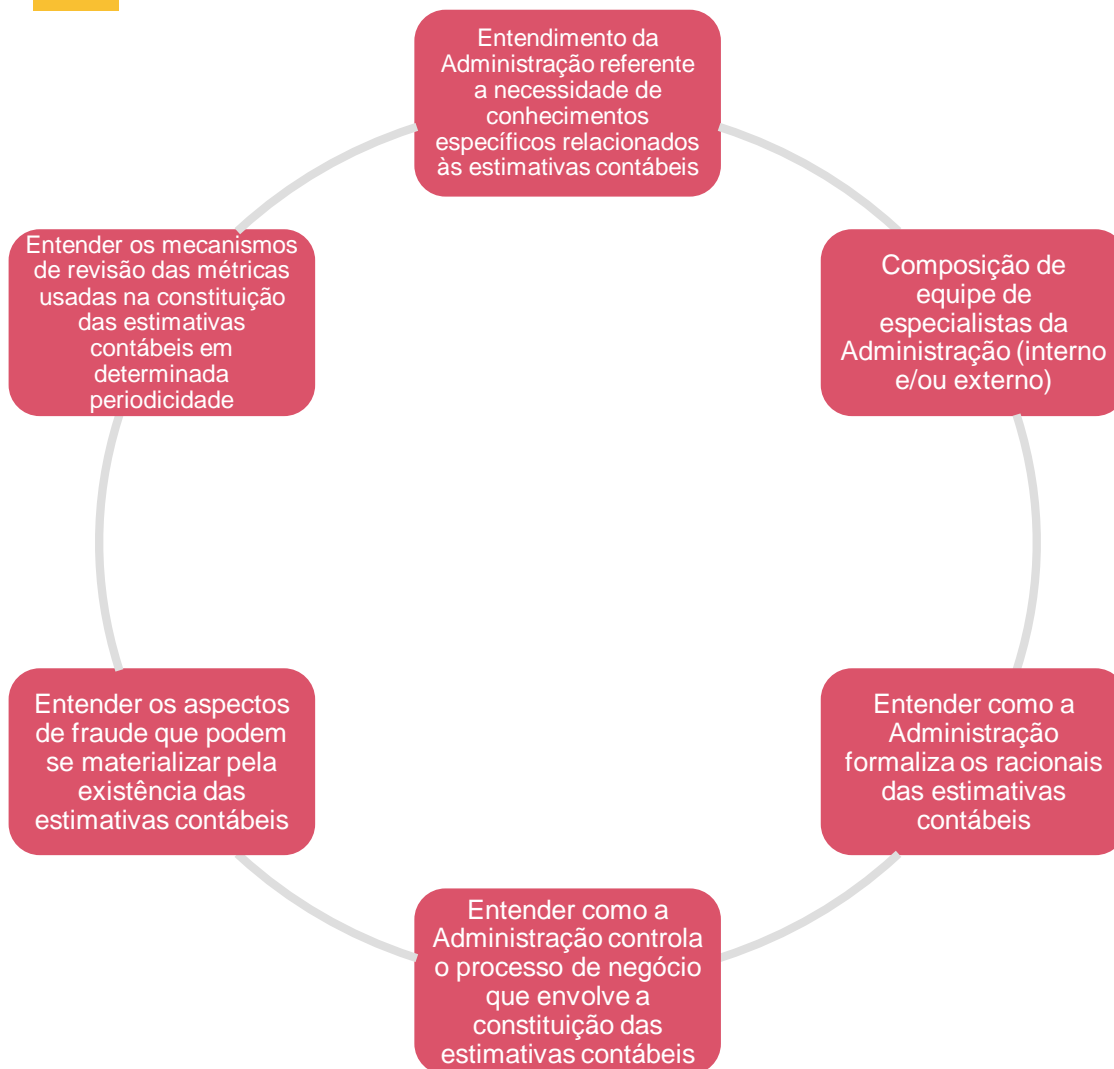 Entendimento da
Administração referente
a necessidade de
conhecimentos
específicos relacionados
às estimativas contábeis
Composição de
equipe de
especialistas da
Administração (interno
e/ou externo)
Entender como a
Administração
formaliza os racionais
das estimativas
contábeis
Entender como a
Administração controla
o processo de negócio
que envolve a
constituição das
estimativas contábeis
Entender os aspectos
de fraude que podem
se materializar pela
existência das
estimativas contábeis
Entender os mecanismos
de revisão das métricas
usadas na constituição
das estimativas
contábeis em
determinada
periodicidade